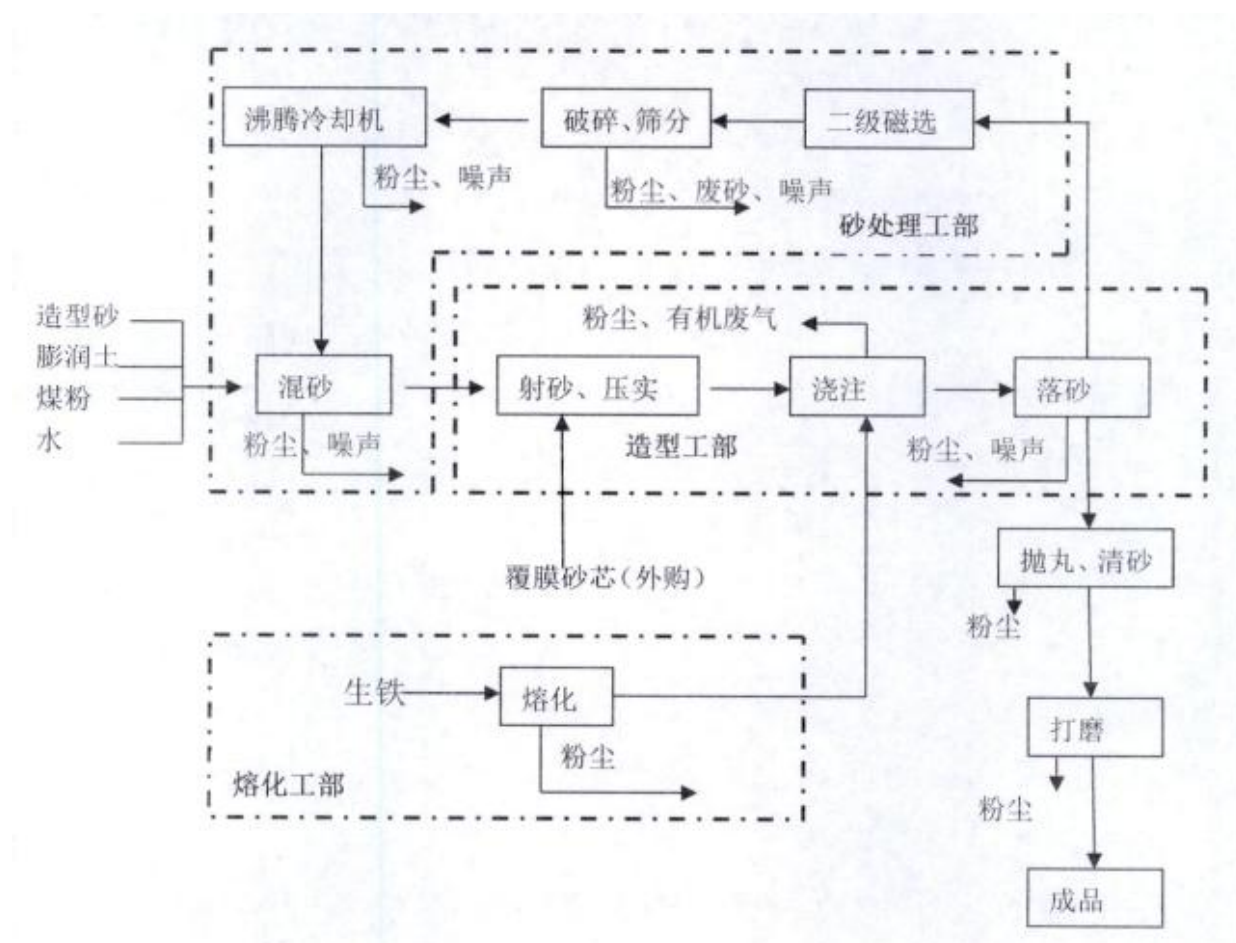 沸腾冷却机
破碎、筛分
二级磁选
粉尘、噪声
粉尘、废砂、噪声
砂处理工部
造型砂
膨润土
煤粉
水
混砂
粉尘、噪声
粉尘、有机废气
射砂、压实
浇注
落砂
造型工部
粉尘、噪声
覆膜砂芯(外购)
抛丸、清砂
粉尘
生铁
熔化
粉尘
熔化工部
打磨
粉尘
成品